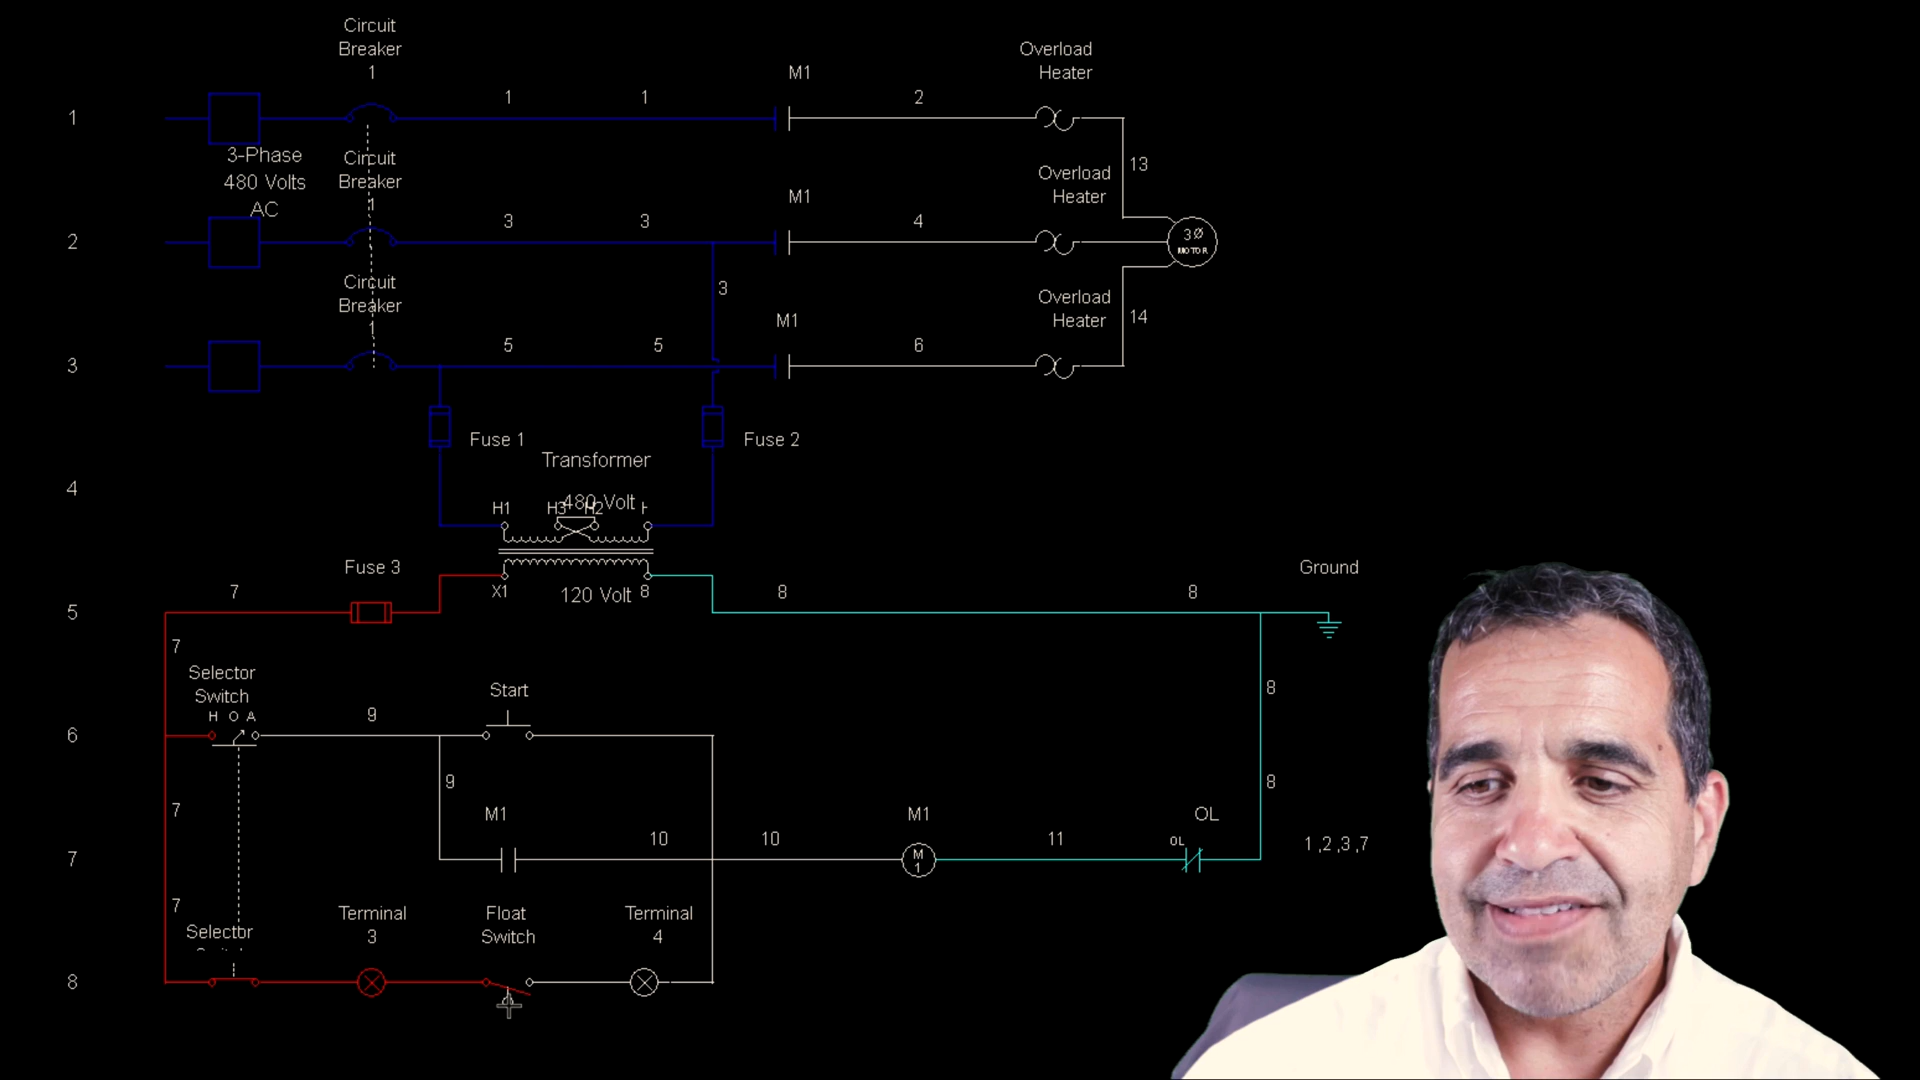 Circuit
Breaker
1
M1
Overload
Heater
1
1
1
2
3-Phase
480 Volts
AC
Circuit
Breaker
1
M1
Overload
Heater
13
2
3
3
4
3Ø
MOTOR
Circuit
Breaker
1
3
M1
Overload
Heater
14
3
5
5
6
Fuse 1
Fuse 2
Transformer
4
480 Volt
H1
H3
H2
Fuse 3
Ground
X1
120 Volt
8
7
8
8
5
7
Selector
Switch
Start
8
H O A
9
6
9
8
7
M1
M1
OL
10
10
11
OL
1,2,3,7
7
M
1
7
Selector
Terminal
3
Float
Switch
Terminal
4
8